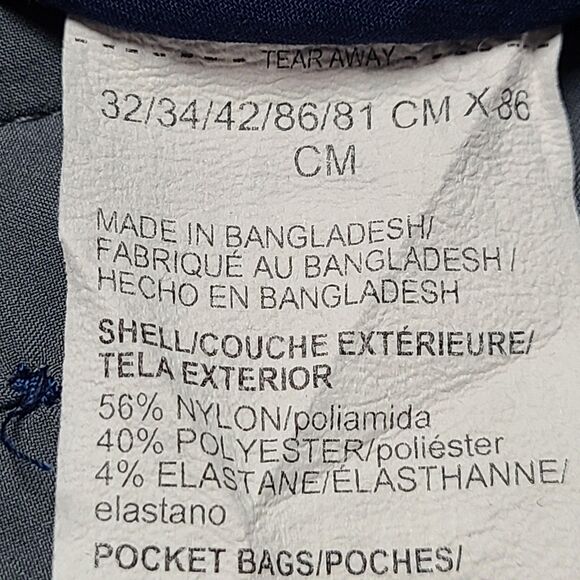 TEAR AWAY
32/34/42/86/81 CM X 86
CM
MADE IN BANGLADESH/
FABRIQUÉ AU BANGLADESH /
HECHO EN BANGLADESH
SHELL/COUCHE EXTÉRIEURE/
TELA EXTERIOR
56% NYLON/poliamida
40% POLYESTER/poliéster
4% ELASTANE/ÉLASTHANNE/
elastano
POCKET BAGS/POCHES/